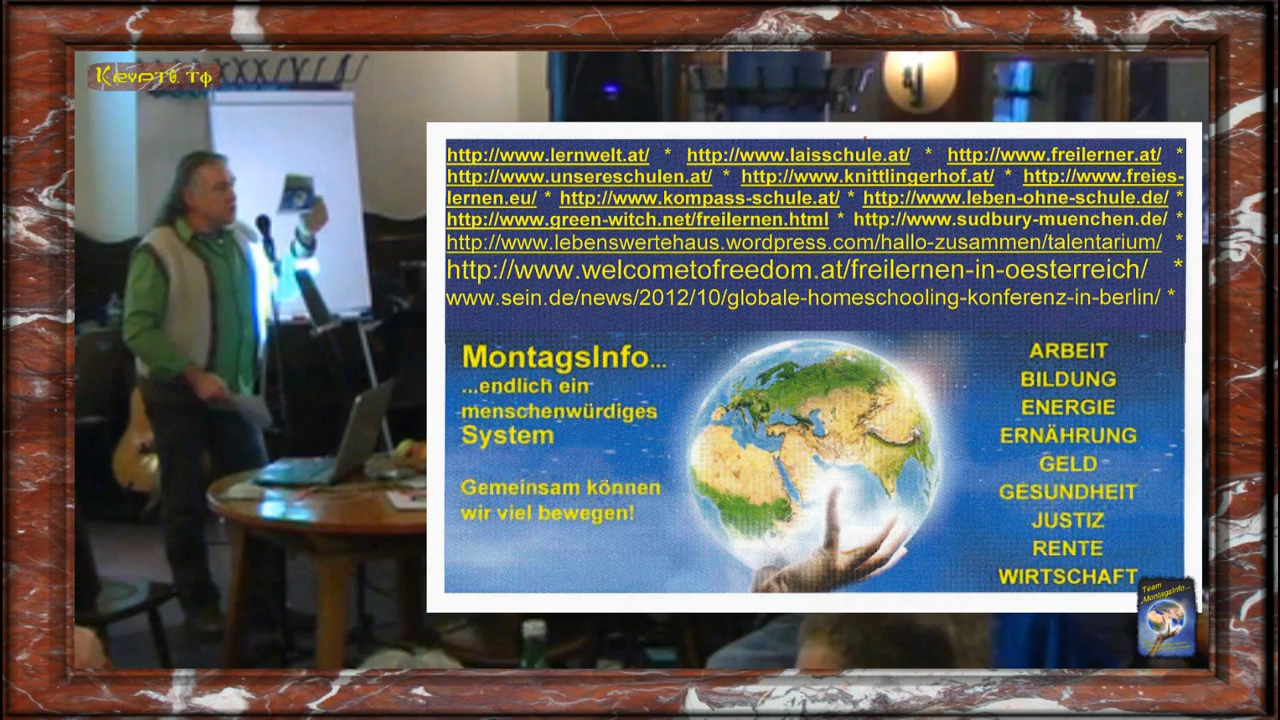 Kryptθ.Tφ
http://www.lernwelt.at/ * http://www.laisschule.at/ * http://www.freilerner.at/ *
http://www.unsereschulen.at/ * http://www.knittlingerhof.at/ * http://www.freies-
lernen.eu/ * http://www.kompass-schule.at/ * http://www.leben-ohne-schule.de/ *
http://www.green-witch.net/freilernen.html * http://www.sudbury-muenchen.de/ *
http://www.lebenswertehaus.wordpress.com/hallo-zusammen/talentarium/ *
http://www.welcometofreedom.at/freilernen-in-oesterreich/ *
www.sein.de/news/2012/10/globale-homeschooling-konferenz-in-berlin/ *
MontagsInfo...
...endlich ein
menschenwürdiges
System
Gemeinsam können
wir viel bewegen!
ARBEIT
BILDUNG
ENERGIE
ERNÄHRUNG
GELD
GESUNDHEIT
JUSTIZ
RENTE
WIRTSCHAFT
Team
MontagsInfo...